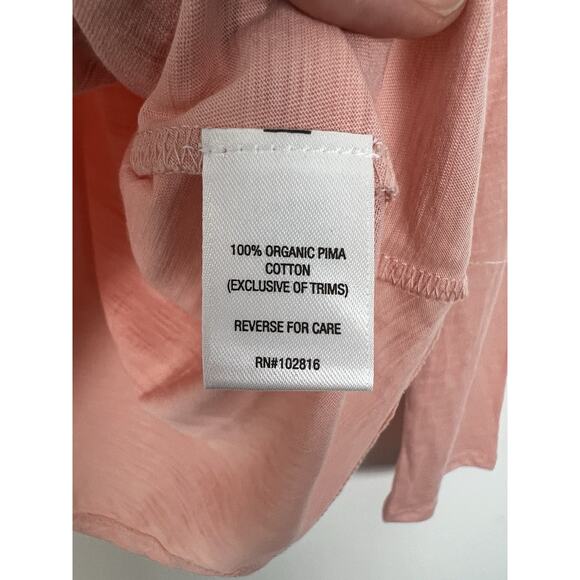 100% ORGANIC PIMA
COTTON
(EXCLUSIVE OF TRIMS)
REVERSE FOR CARE
RN#102816